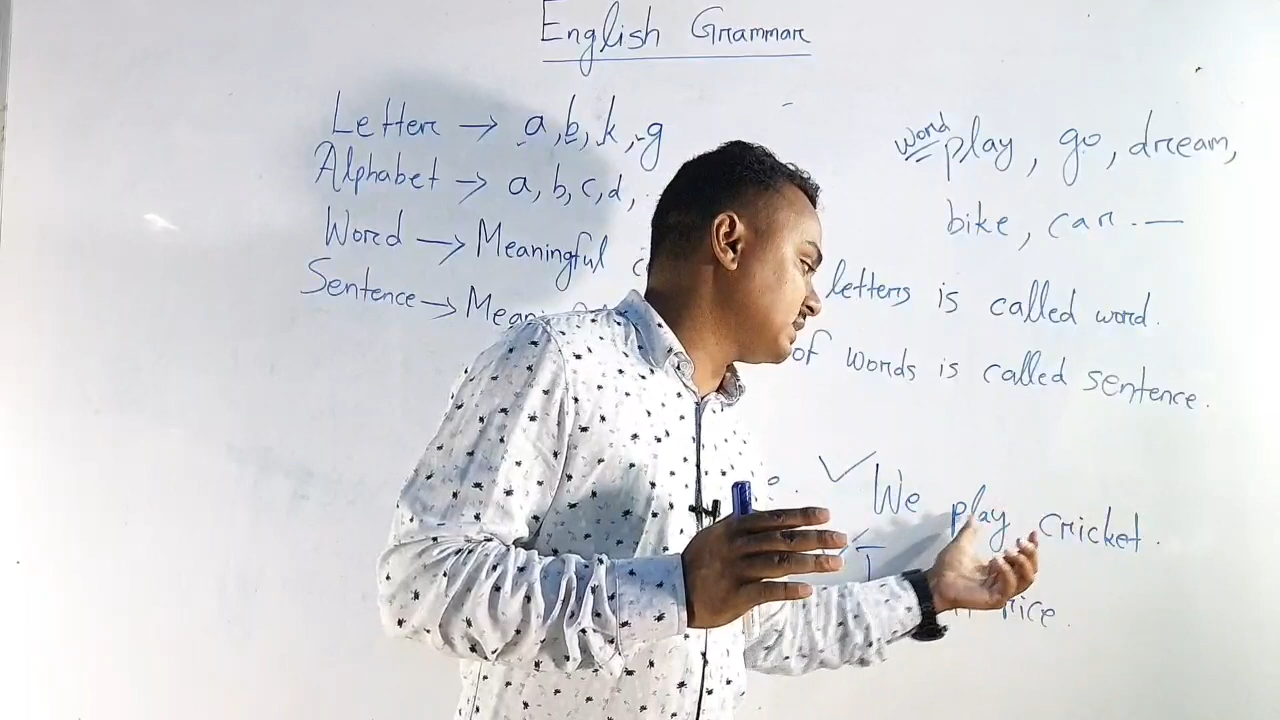 English Grammar
Letter → a, b, k, g
Alphabet → a, b, c, d,
Word → Meaningful
letters is called word.
Sentence →
of words is called sentence.
word play, go, dream,
bike, car. —
✓ We play cricket.
I
rice.